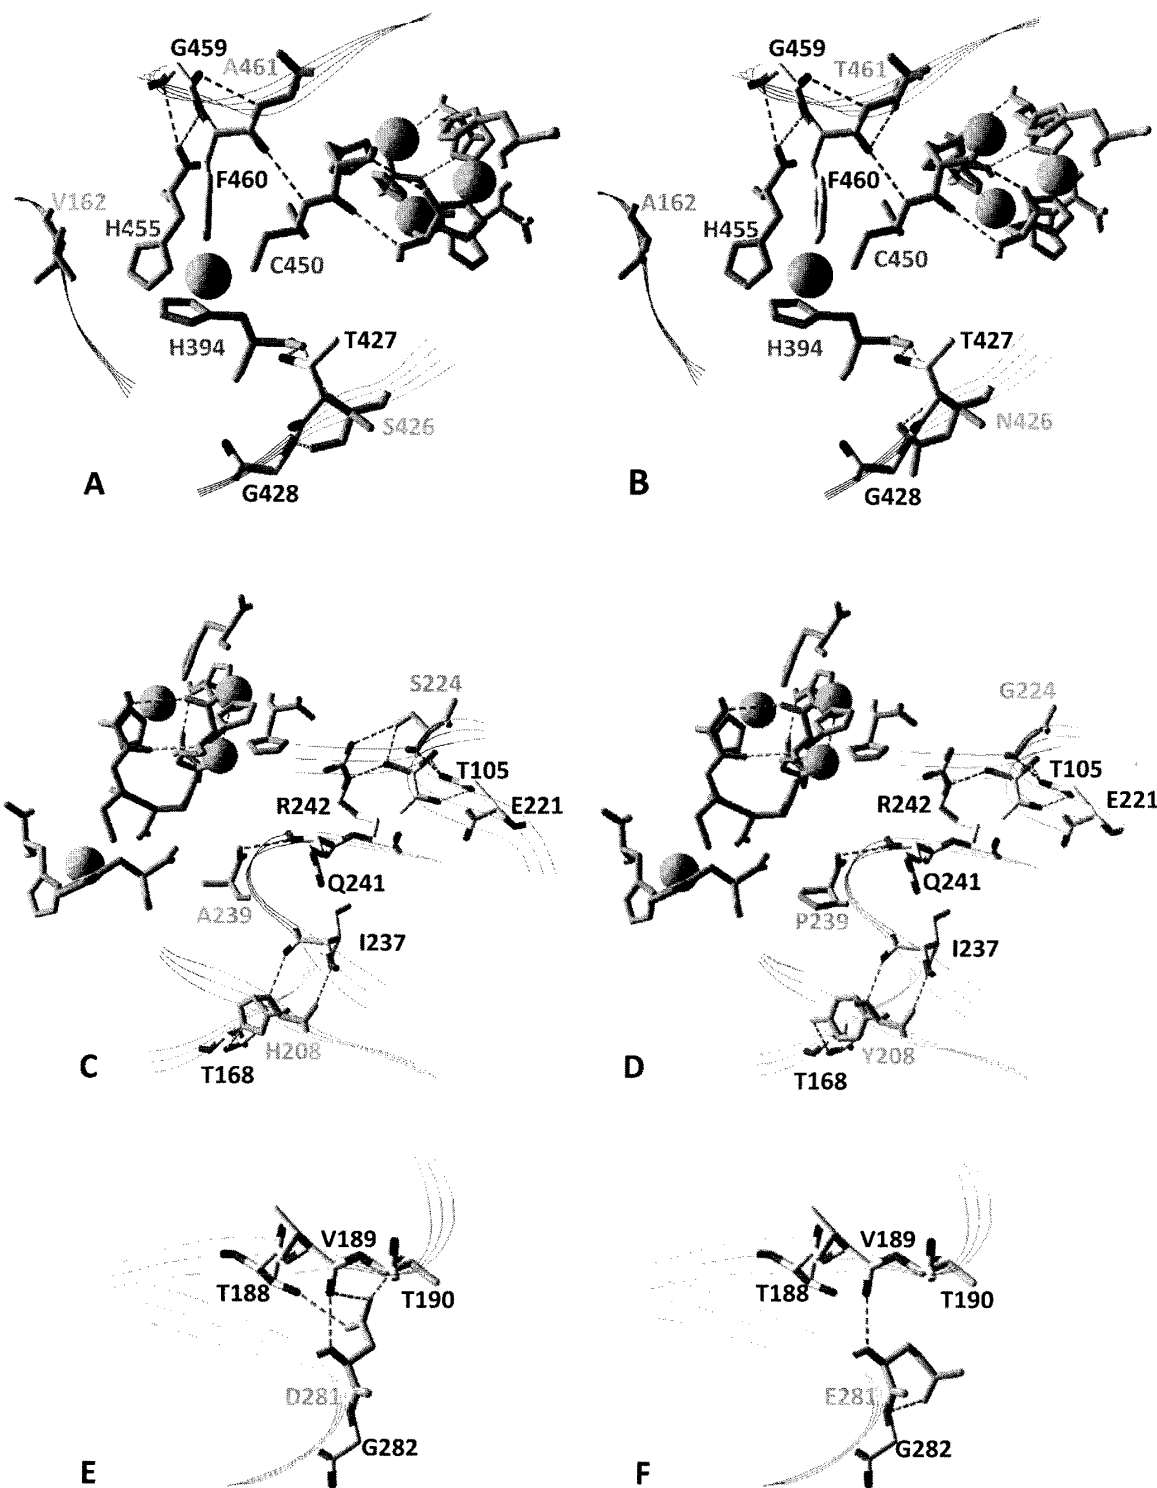 G459
A461
V162
F460
H455
C450
H394
T427
S426
A
G428
G459
T461
A162
F460
H455
C450
H394
T427
N426
B
G428
S224
T105
R242
E221
Q241
A239
I237
H208
C
T168
G224
T105
R242
E221
Q241
P239
I237
Y208
D
T168
V189
T188
T190
D281
G282
E
V189
T188
T190
E281
G282
F